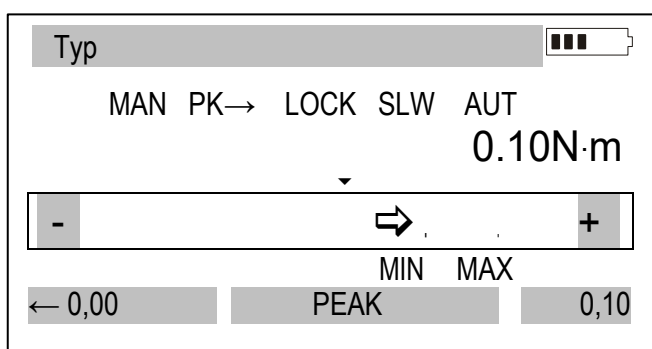 Typ
MAN PK→ LOCK SLW AUT
0.10N·m
- +
MIN MAX
← 0,00 PEAK 0,10